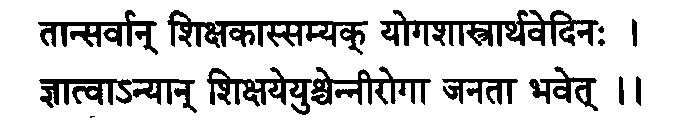 तान्सर्वान् शिक्षकास्सम्यक् योगशास्त्रार्थवेदिनः ।
ज्ञात्वाऽन्यान् शिक्षयेयुश्चेन्नीरोगा जनता भवेत् ।।